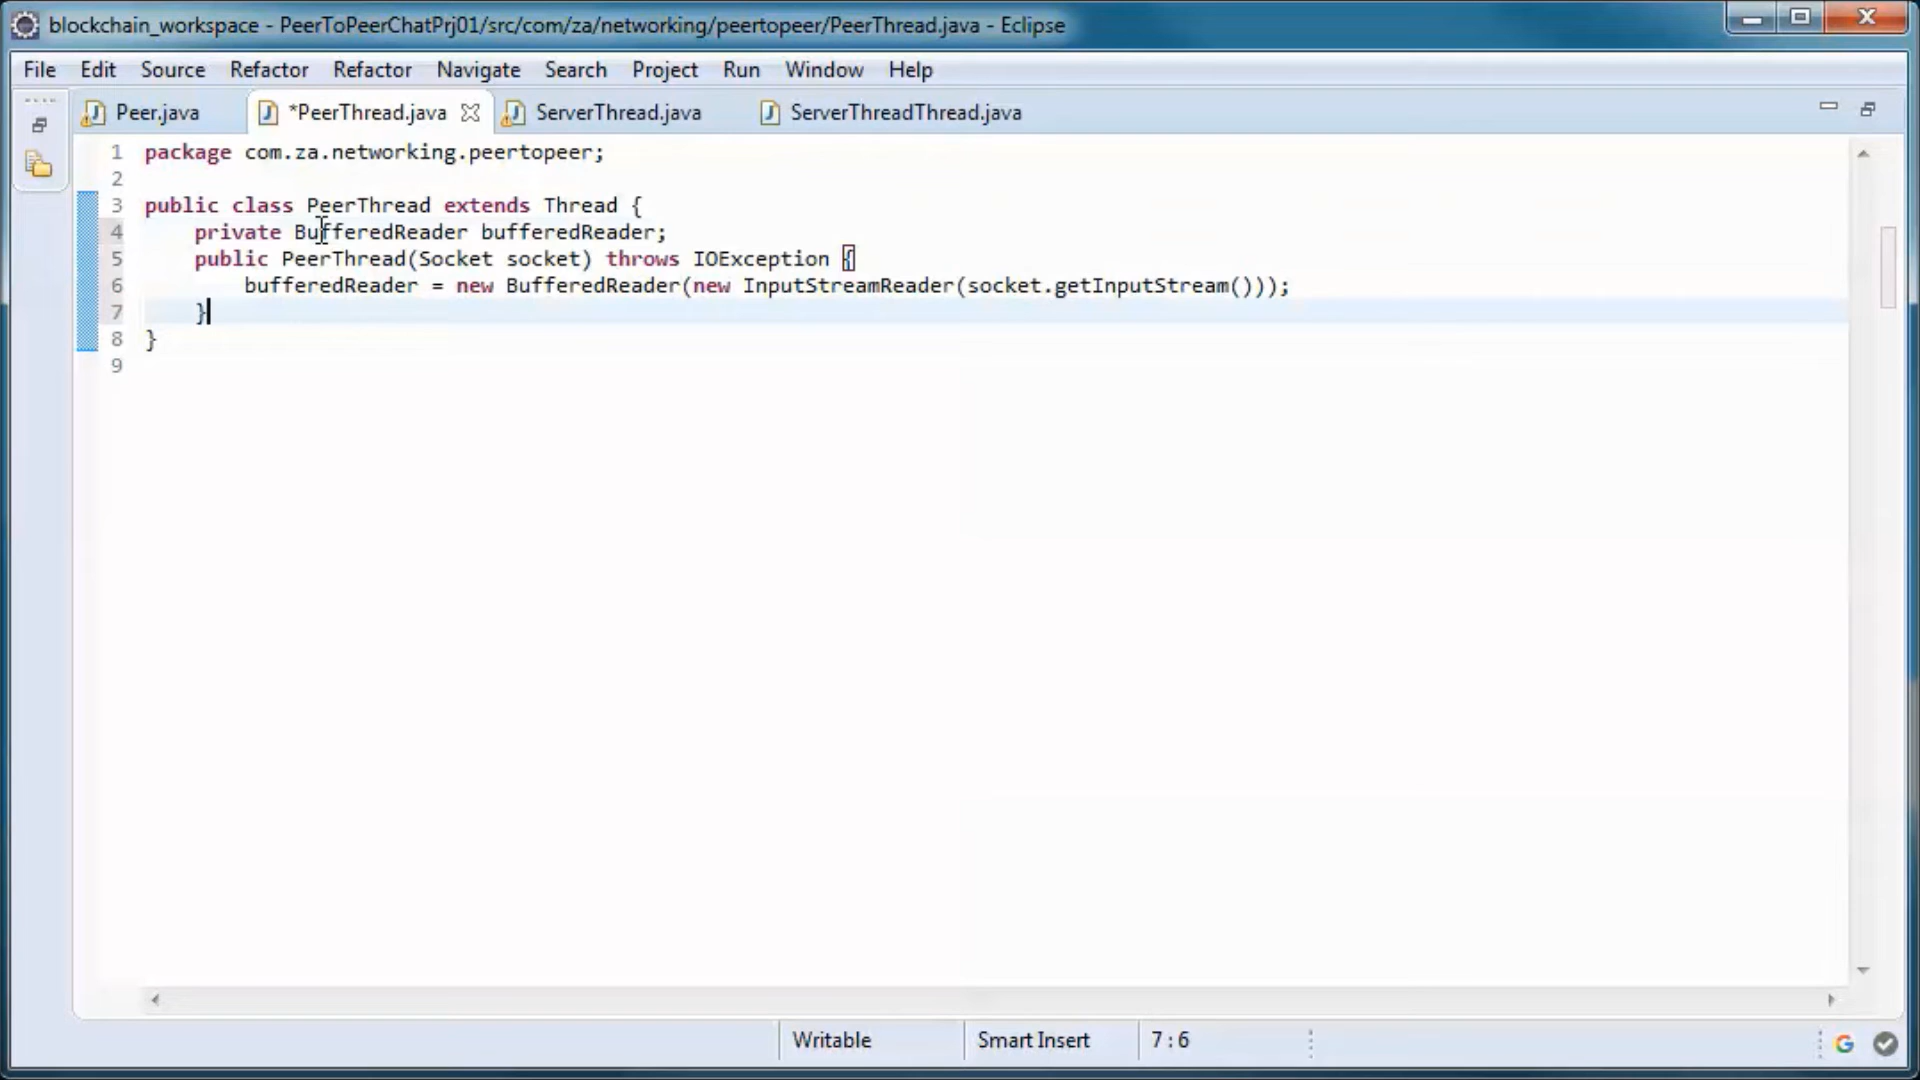 blockchain_workspace - PeerToPeerChatPrj01/src/com/za/networking/peertopeer/PeerThread.java - Eclipse
File Edit Source Refactor Refactor Navigate Search Project Run Window Help
Peer.java *PeerThread.java ServerThread.java ServerThreadThread.java
1 package com.za.networking.peertopeer;
2
3 public class PeerThread extends Thread {
4 private BufferedReader bufferedReader;
5 public PeerThread(Socket socket) throws IOException {
6 bufferedReader = new BufferedReader(new InputStreamReader(socket.getInputStream()));
7 }
8 }
9
Writable Smart Insert 7 : 6